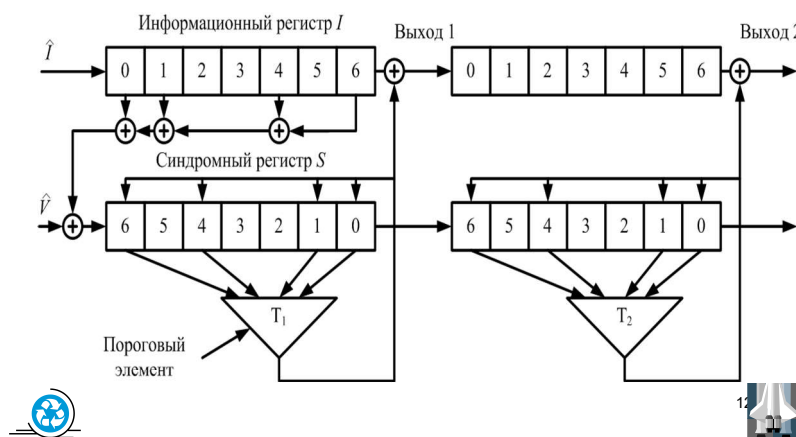 Информационный регистр I
Выход 1
Выход 2
Î
0 1 2 3 4 5 6
+
0 1 2 3 4 5 6
+
+ + +
Синдромный регистр S
V̂
+
6 5 4 3 2 1 0
6 5 4 3 2 1 0
T₁
T₂
Пороговый
элемент
12